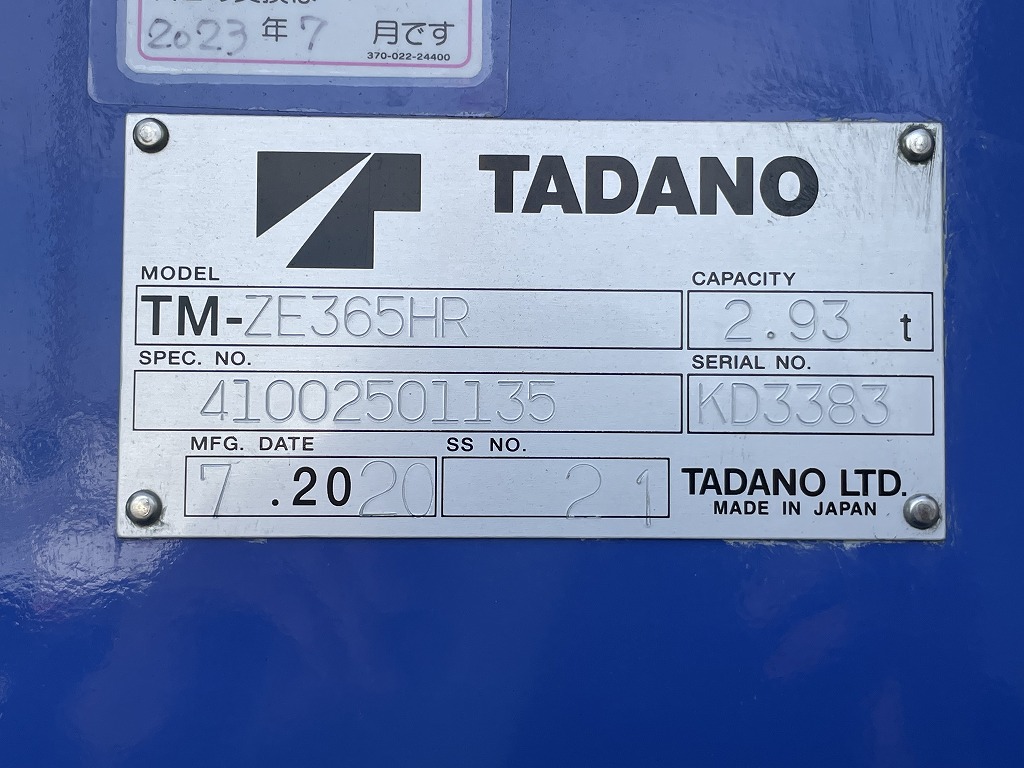 2023年7月です
370-022-24400
TADANO
MODEL
CAPACITY
TM-ZE365HR
2.93 t
SPEC. NO.
SERIAL NO.
41002501135
KD3383
MFG. DATE
SS NO.
7.2020
21
TADANO LTD.
MADE IN JAPAN